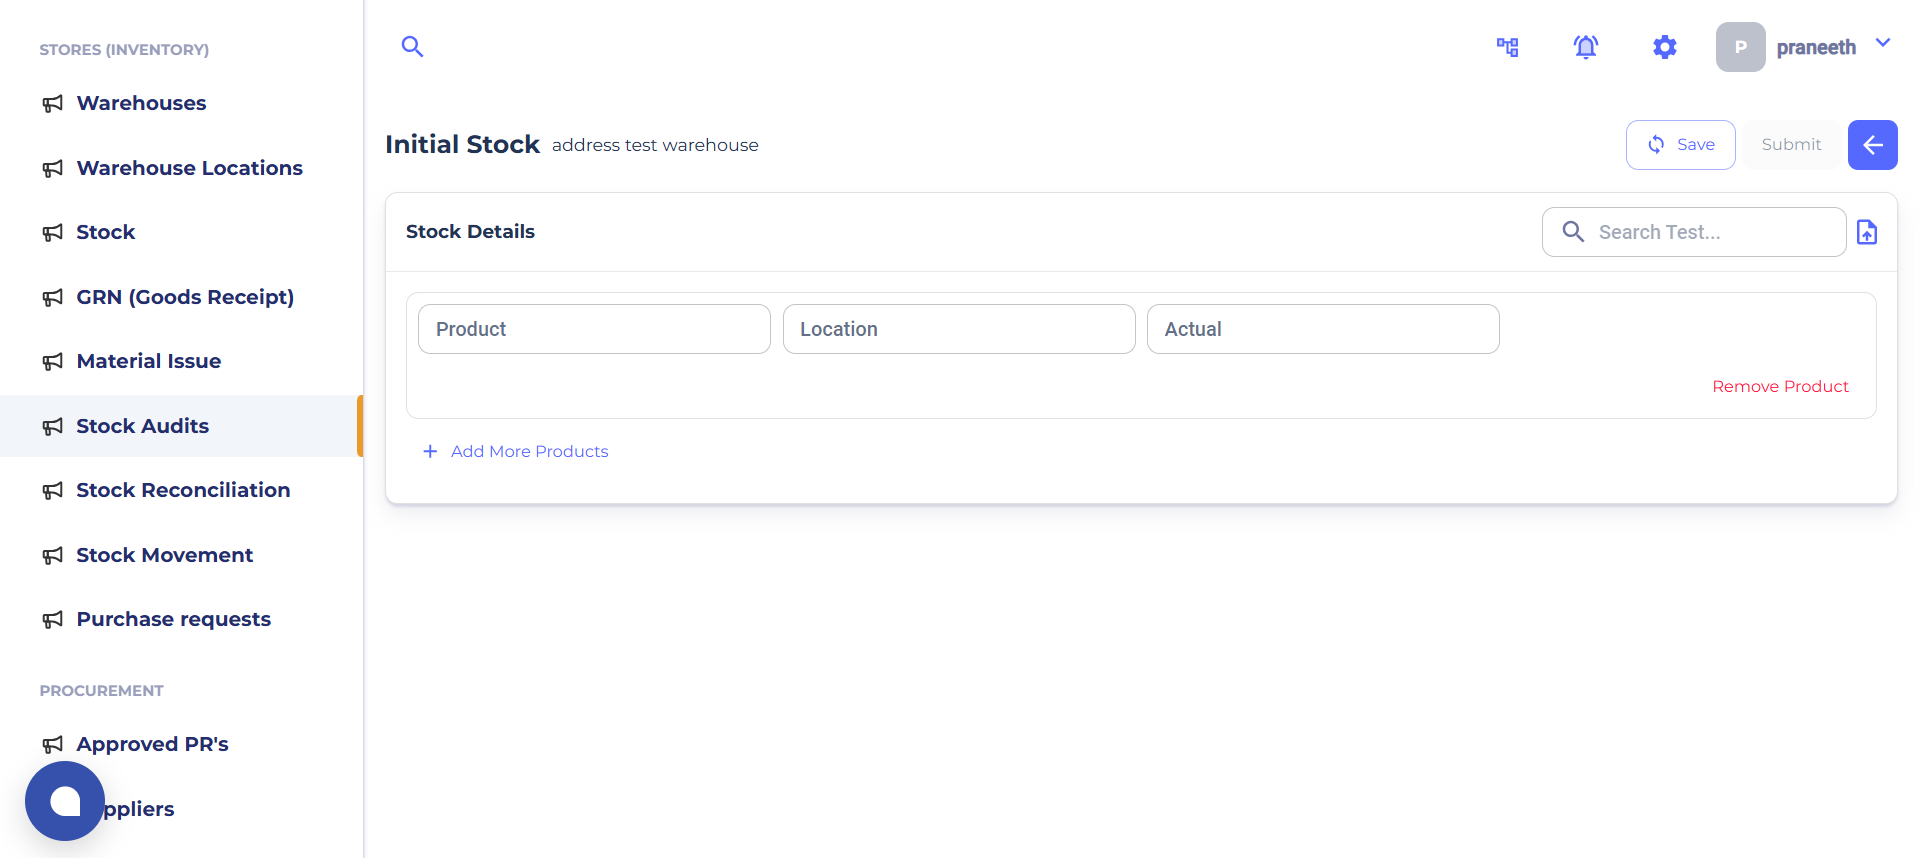 STORES (INVENTORY)
Warehouses
Warehouse Locations
Stock
GRN (Goods Receipt)
Material Issue
Stock Audits
Stock Reconciliation
Stock Movement
Purchase requests
PROCUREMENT
Approved PR's
ppliers
P praneeth
Initial Stock address test warehouse
Save Submit
Stock Details
Search Test...
Product Location Actual
Remove Product
+ Add More Products